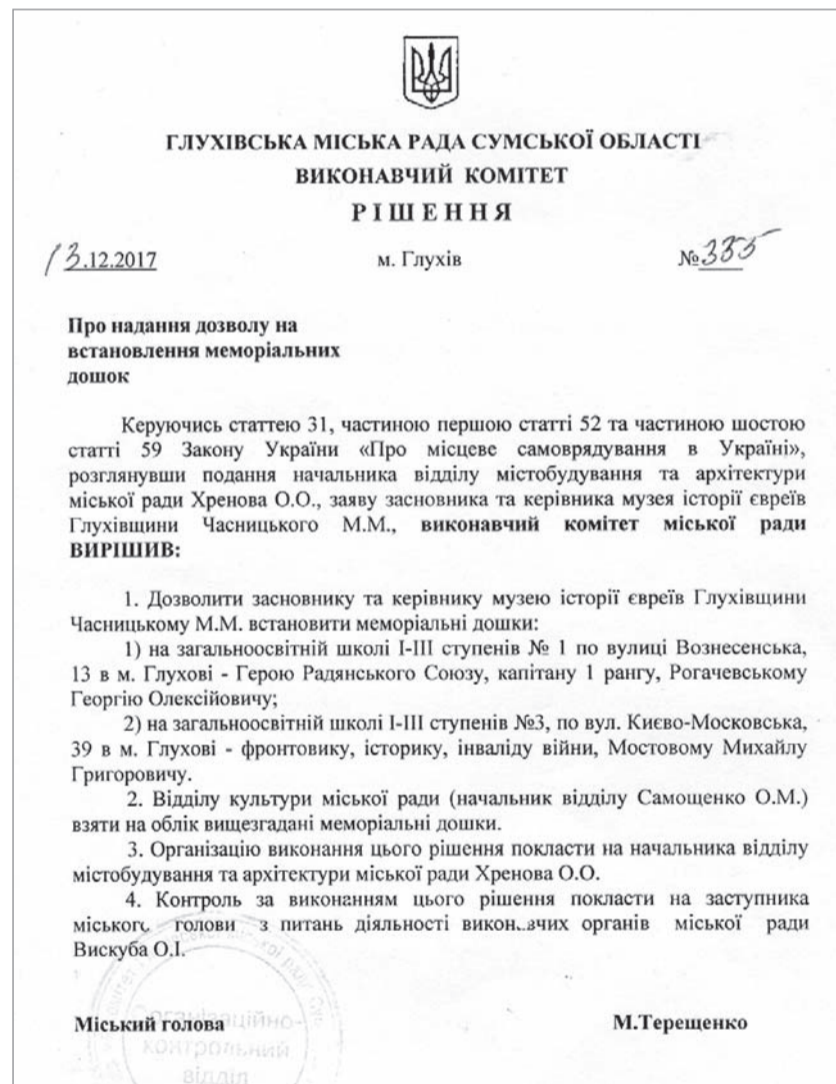 ГЛУХІВСЬКА МІСЬКА РАДА СУМСЬКОЇ ОБЛАСТІ
ВИКОНАВЧИЙ КОМІТЕТ
Р І Ш Е Н Н Я
13.12.2017 м. Глухів №335
Про надання дозволу на
встановлення меморіальних
дошок
Керуючись статтею 31, частиною першою статті 52 та частиною шостою
статті 59 Закону України «Про місцеве самоврядування в Україні»,
розглянувши подання начальника відділу містобудування та архітектури
міської ради Хренова О.О., заяву засновника та керівника музея історії євреїв
Глухівщини Часницького М.М., виконавчий комітет міської ради
ВИРІШИВ:
1. Дозволити засновнику та керівнику музею історії євреїв Глухівщини
Часницькому М.М. встановити меморіальні дошки:
1) на загальноосвітній школі І-ІІІ ступенів № 1 по вулиці Вознесенська,
13 в м. Глухові - Герою Радянського Союзу, капітану 1 рангу, Рогачевському
Георгію Олексійовичу;
2) на загальноосвітній школі І-ІІІ ступенів №3, по вул. Києво-Московська,
39 в м. Глухові - фронтовику, історику, інваліду війни, Мостовому Михайлу
Григоровичу.
2. Відділу культури міської ради (начальник відділу Самощенко О.М.)
взяти на облік вищезгадані меморіальні дошки.
3. Організацію виконання цього рішення покласти на начальника відділу
містобудування та архітектури міської ради Хренова О.О.
4. Контроль за виконанням цього рішення покласти на заступника
міського голови з питань діяльності виконавчих органів міської ради
Вискуба О.І.
Організаційно-
Міський голова М.Терещенко
контрольний
відділ